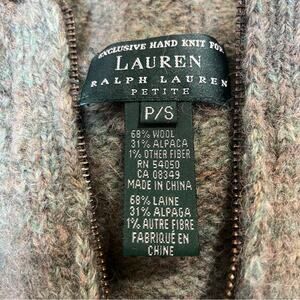 EXCLUSIVE HAND KNIT FOR
LAUREN
RALPH LAUREN
PETITE
P/S
68% WOOL
31% ALPACA
1% OTHER FIBER
RN 54050
CA 08349
MADE IN CHINA
68% LAINE
31% ALPAGA
1% AUTRE FIBRE
FABRIQUÉ EN
CHINE